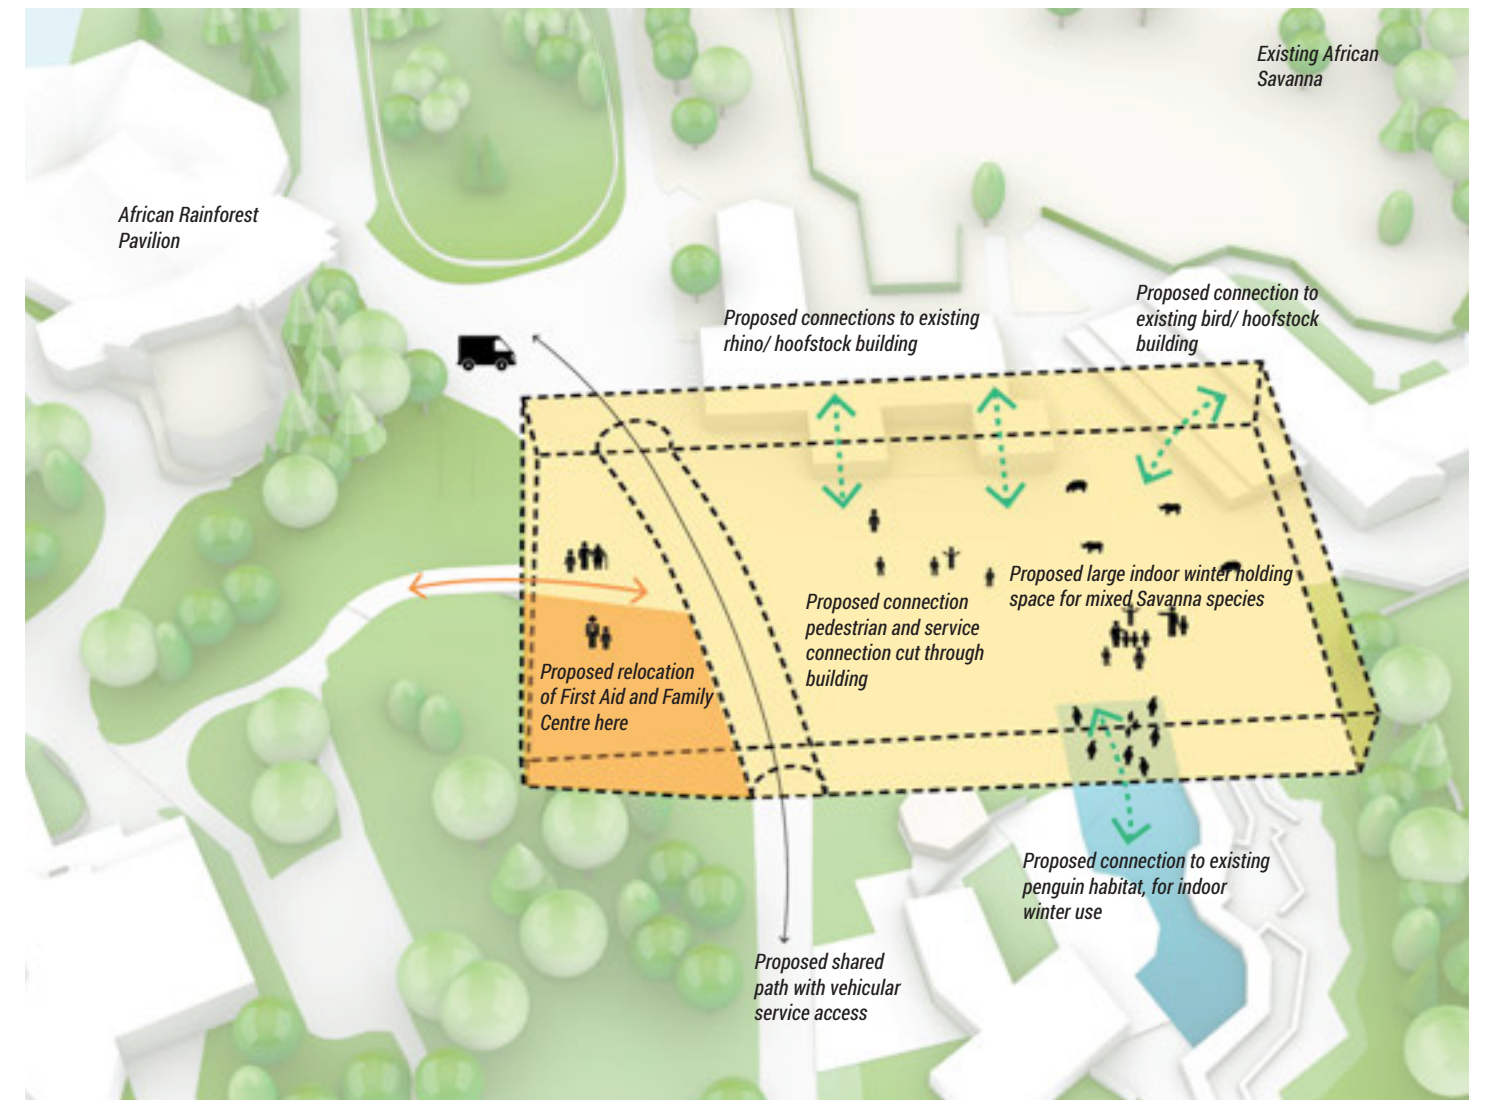 Existing African
Savanna
African Rainforest
Pavilion
Proposed connection to
existing bird/ hoofstock
building
Proposed connections to existing
rhino/ hoofstock building
Proposed large indoor winter holding
space for mixed Savanna species
Proposed connection
pedestrian and service
connection cut through
building
Proposed relocation
of First Aid and Family
Centre here
Proposed connection to existing
penguin habitat, for indoor
winter use
Proposed shared
path with vehicular
service access